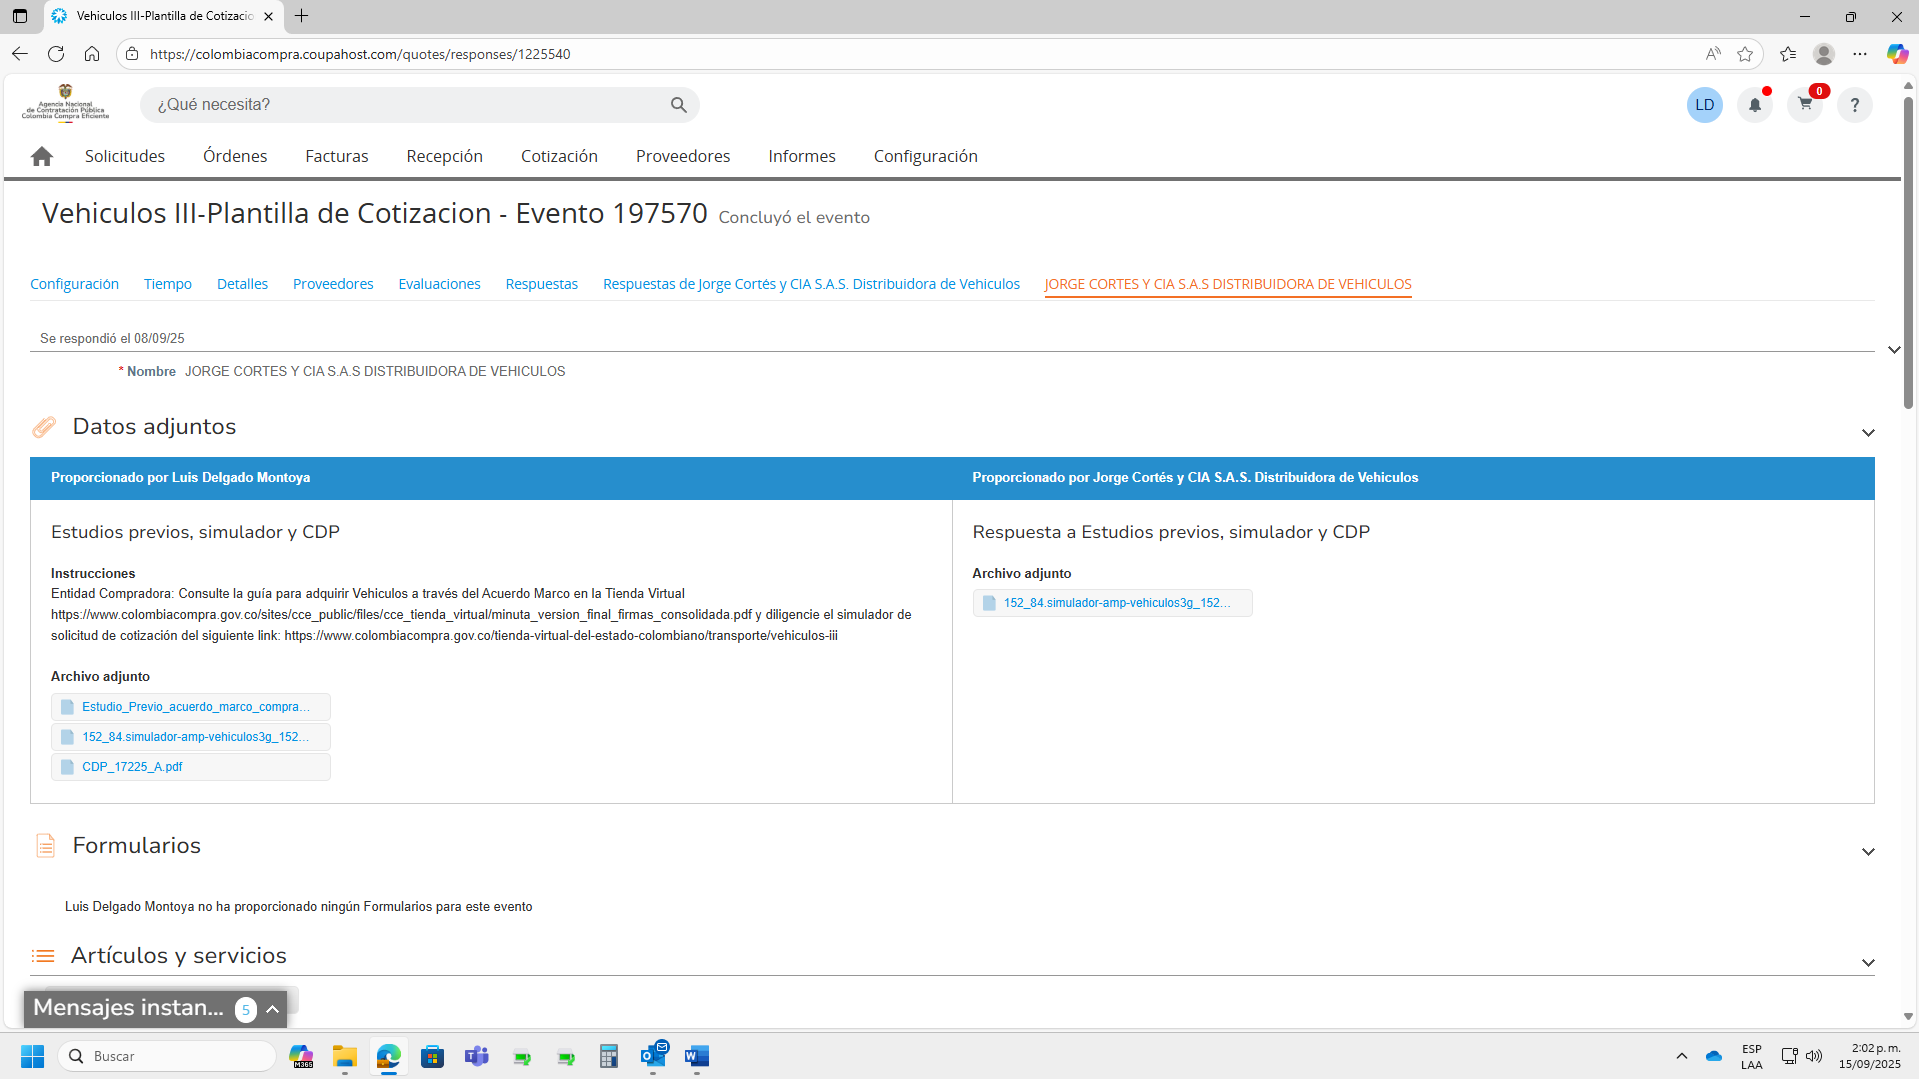 Vehiculos III-Plantilla de Cotizacio
https://colombiacompra.coupahost.com/quotes/responses/1225540
Agencia Nacional
de Contratación Pública
Colombia Compra Eficiente
¿Qué necesita?
LD
0
?
Solicitudes
Órdenes
Facturas
Recepción
Cotización
Proveedores
Informes
Configuración
Vehiculos III-Plantilla de Cotizacion - Evento 197570 Concluyó el evento
Configuración
Tiempo
Detalles
Proveedores
Evaluaciones
Respuestas
Respuestas de Jorge Cortés y CIA S.A.S. Distribuidora de Vehiculos
JORGE CORTES Y CIA S.A.S DISTRIBUIDORA DE VEHICULOS
Se respondió el 08/09/25
* Nombre JORGE CORTES Y CIA S.A.S DISTRIBUIDORA DE VEHICULOS
Datos adjuntos
Proporcionado por Luis Delgado Montoya
Estudios previos, simulador y CDP
Instrucciones
Entidad Compradora: Consulte la guía para adquirir Vehiculos a través del Acuerdo Marco en la Tienda Virtual
https://www.colombiacompra.gov.co/sites/cce_public/files/cce_tienda_virtual/minuta_version_final_firmas_consolidada.pdf y diligencie el simulador de
solicitud de cotización del siguiente link: https://www.colombiacompra.gov.co/tienda-virtual-del-estado-colombiano/transporte/vehiculos-iii
Archivo adjunto
Estudio_Previo_acuerdo_marco_compra...
152_84.simulador-amp-vehiculos3g_152...
CDP_17225_A.pdf
Proporcionado por Jorge Cortés y CIA S.A.S. Distribuidora de Vehiculos
Respuesta a Estudios previos, simulador y CDP
Archivo adjunto
152_84.simulador-amp-vehiculos3g_152...
Formularios
Luis Delgado Montoya no ha proporcionado ningún Formularios para este evento
Artículos y servicios
Mensajes instan... 5
Buscar
M365
ESP
LAA
2:02 p. m.
15/09/2025